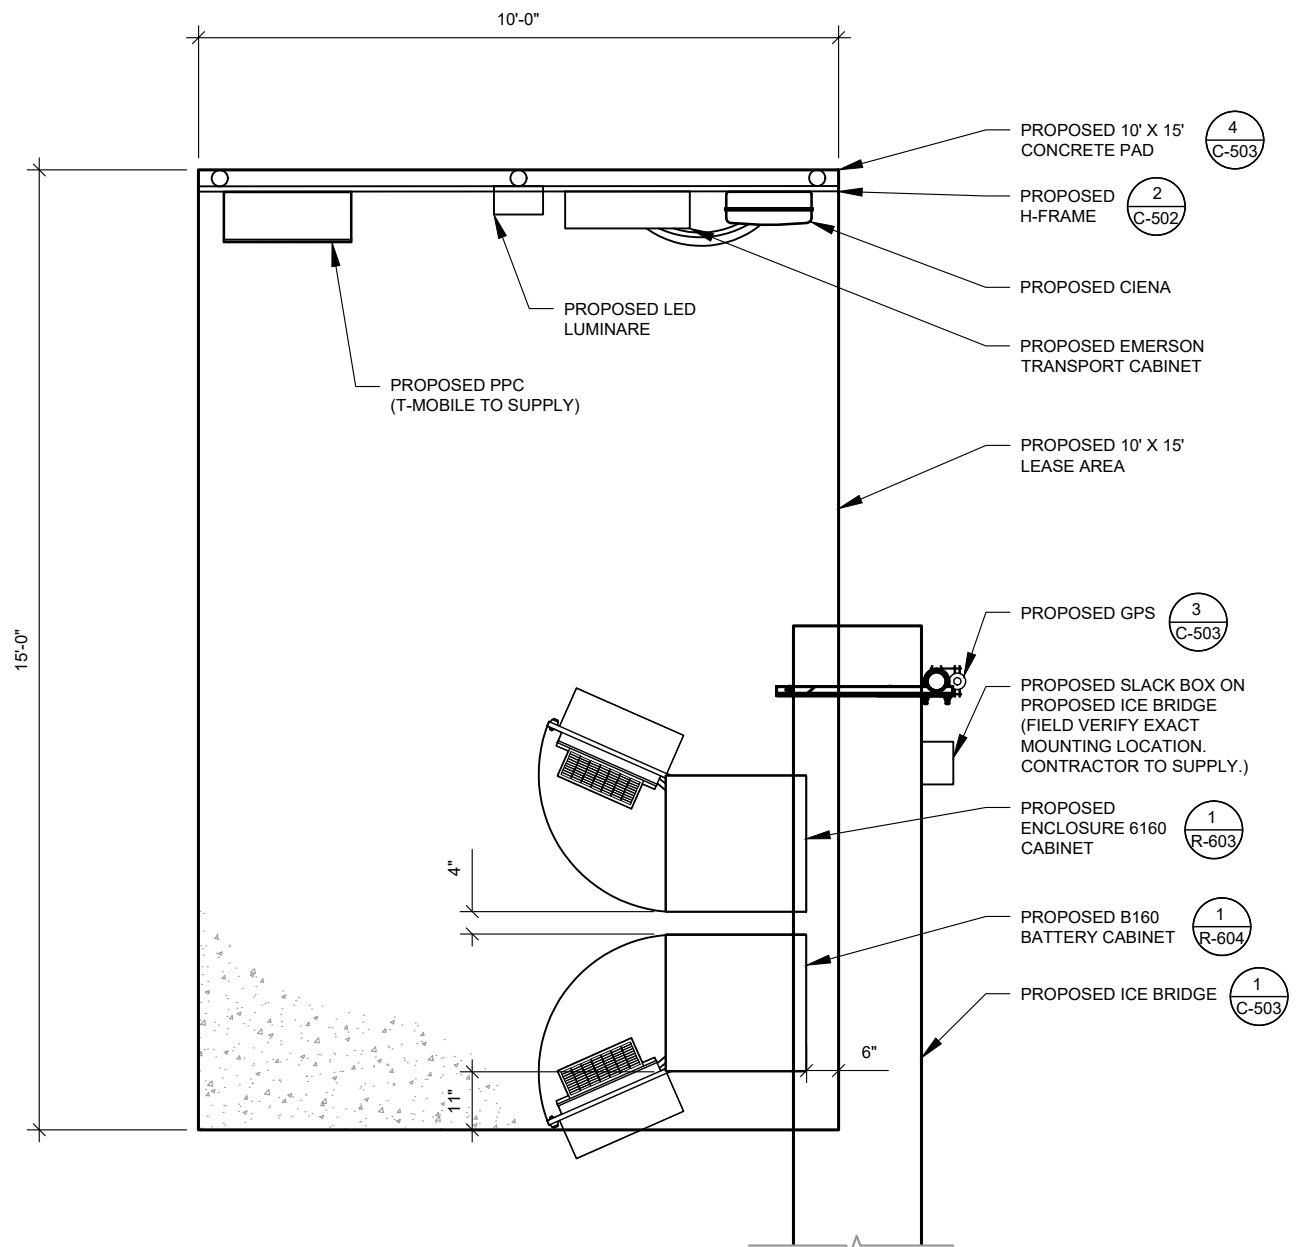 10'-0"
PROPOSED 10' X 15'
CONCRETE PAD
4
C-503
PROPOSED
H-FRAME
2
C-502
PROPOSED CIENA
PROPOSED LED
LUMINARE
PROPOSED EMERSON
TRANSPORT CABINET
PROPOSED PPC
(T-MOBILE TO SUPPLY)
PROPOSED 10' X 15'
LEASE AREA
15'-0"
PROPOSED GPS
3
C-503
PROPOSED SLACK BOX ON
PROPOSED ICE BRIDGE
(FIELD VERIFY EXACT
MOUNTING LOCATION.
CONTRACTOR TO SUPPLY.)
PROPOSED
ENCLOSURE 6160
CABINET
1
R-603
4"
PROPOSED B160
BATTERY CABINET
1
R-604
PROPOSED ICE BRIDGE
1
C-503
6"
11"